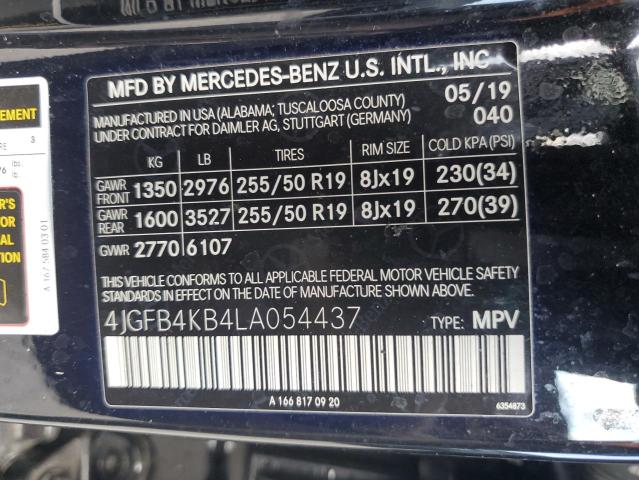 MFD BY MERCEDES-BENZ U.S. INTL., INC
MANUFACTURED IN USA (ALABAMA; TUSCALOOSA COUNTY) 05/19
UNDER CONTRACT FOR DAIMLER AG, STUTTGART (GERMANY) 040
KG LB TIRES RIM SIZE COLD KPA (PSI)
GAWR FRONT 1350 2976 255/50 R19 8Jx19 230(34)
GAWR REAR 1600 3527 255/50 R19 8Jx19 270(39)
GVWR 2770 6107
THIS VEHICLE CONFORMS TO ALL APPLICABLE FEDERAL MOTOR VEHICLE SAFETY
STANDARDS IN EFFECT ON THE DATE OF MANUFACTURE SHOWN ABOVE.
4JGFB4KB4LA054437 TYPE: MPV
A 166 817 09 20 6354873
A 167 584 03 01